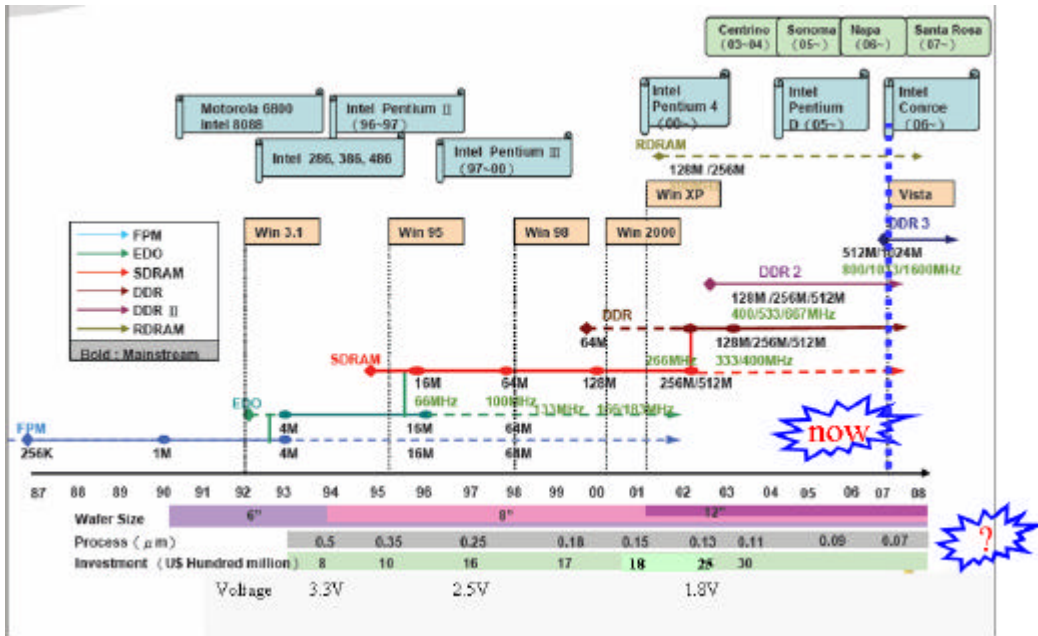 Centrino
(03~04)
Sonoma
(05~)
Napa
(06~)
Santa Rosa
(07~)
Motorola 6800
Intel 8088
Intel Pentium II
(96~97)
Intel
Pentium 4
(00~)
Intel
Pentium
D (05~)
Intel
Conroe
(06~)
Intel 286, 386, 486
Intel Pentium III
(97~00)
RDRAM
128M /256M
Win XP
Vista
Win 3.1
Win 95
Win 98
Win 2000
FPM
EDO
SDRAM
DDR
DDR II
RDRAM
Bold : Mainstream
DDR 3
512M/1024M
DDR 2
128M /256M/512M
400/533/667MHz
DDR
64M
128M/256M/512M
266MHz
333/400MHz
SDRAM
16M
64M
128M
256M/512M
66MHz
100MHz
133MHz
EDO
4M
16M
64M
FPM
256K
1M
4M
16M
64M
now
87 88 89 90 91 92 93 94 95 96 97 98 99 00 01 02 03 04 05 06 07 08
Wafer Size 6" 8" 12"
Process (μm) 0.5 0.35 0.25 0.18 0.15 0.13 0.11 0.09 0.07
?
Investment (US Hundred million) 8 10 16 17 18 25 30
Voltage 3.3V 2.5V 1.8V